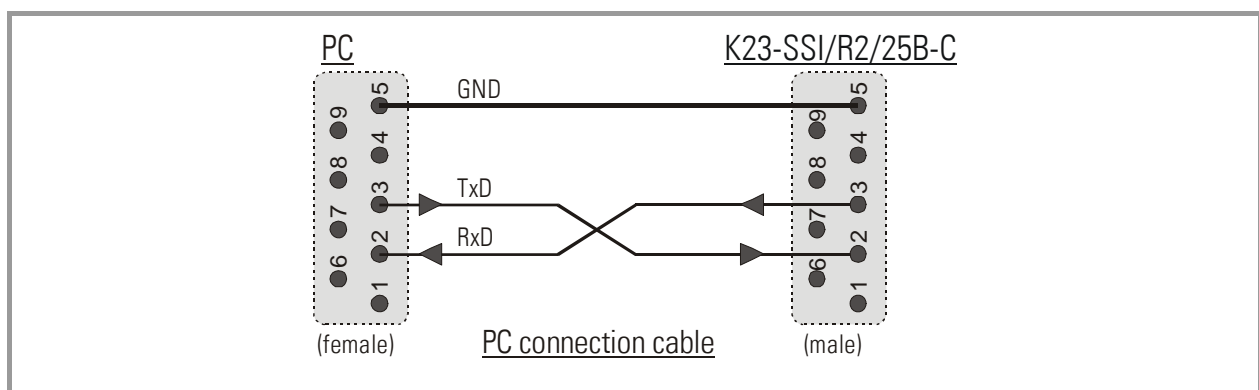 PC
K23-SSI/R2/25B-C
5
GND
5
9
9
4
4
8
8
3
TxD
3
7
7
2
RxD
2
6
6
1
1
(female)
PC connection cable
(male)